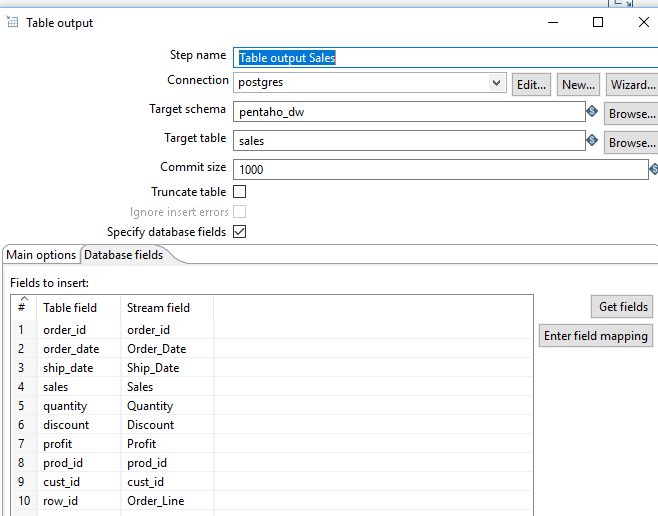 Table output
Step name Table output Sales
Connection postgres Edit... New... Wizard...
Target schema pentaho_dw Browse...
Target table sales Browse...
Commit size 1000
Truncate table
Ignore insert errors
Specify database fields
Main options Database fields
Fields to insert:
# Table field Stream field Get fields
1 order_id order_id
2 order_date Order_Date Enter field mapping
3 ship_date Ship_Date
4 sales Sales
5 quantity Quantity
6 discount Discount
7 profit Profit
8 prod_id prod_id
9 cust_id cust_id
10 row_id Order_Line